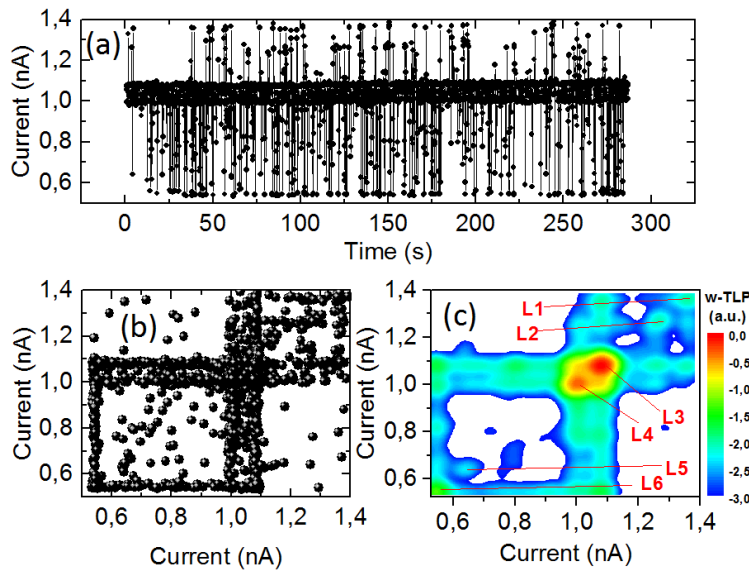 (a)
Current (nA)
1,4
1,2
1,0
0,8
0,6
0 50 100 150 200 250 300
Time (s)
(b)
Current (nA)
1,4
1,2
1,0
0,8
0,6
0,6 0,8 1,0 1,2 1,4
Current (nA)
(c)
Current (nA)
1,4
1,2
1,0
0,8
0,6
0,6 0,8 1,0 1,2 1,4
Current (nA)
L1
L2
L3
L4
L5
L6
w-TLP
(a.u.)
0,0
-0,5
-1,0
-1,5
-2,0
-2,5
-3,0